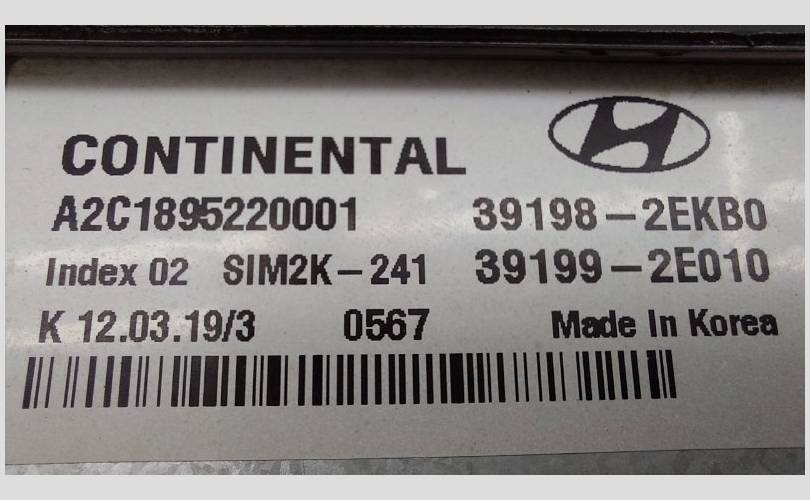 CONTINENTAL
A2C1895220001 39198-2EKB0
Index 02 SIM2K-241 39199-2E010
K 12.03.19/3 0567 Made In Korea